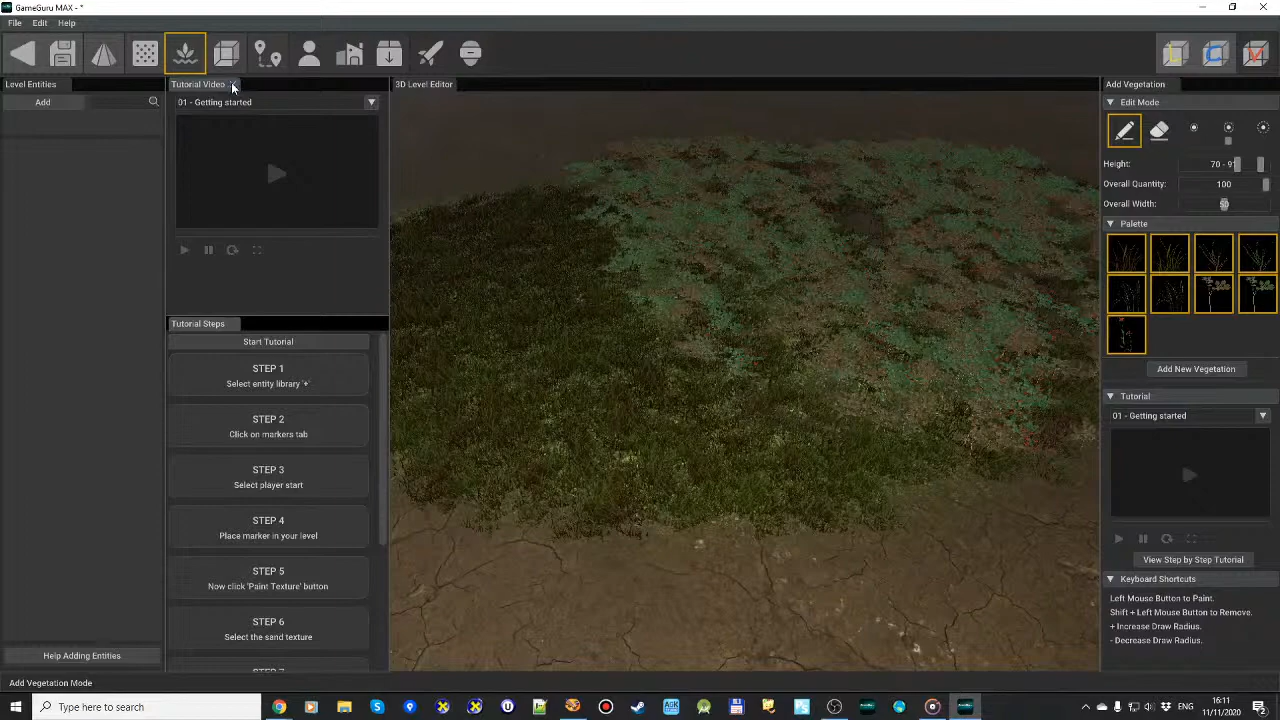 GameGuru MAX - *
File Edit Help
Level Entities
Add
Help Adding Entities
Tutorial Video
01 - Getting started
Tutorial Steps
Start Tutorial
STEP 1
Select entity library '+'
STEP 2
Click on markers tab
STEP 3
Select player start
STEP 4
Place marker in your level
STEP 5
Now click 'Paint Texture' button
STEP 6
Select the sand texture
3D Level Editor
Add Vegetation
Edit Mode
Height: 70 - 91
Overall Quantity: 100
Overall Width: 50
Palette
Add New Vegetation
Tutorial
01 - Getting started
View Step by Step Tutorial
Keyboard Shortcuts
Left Mouse Button to Paint.
Shift + Left Mouse Button to Remove.
+ Increase Draw Radius.
- Decrease Draw Radius.
Add Vegetation Mode
Type here to search
ENG
16:11
11/11/2020